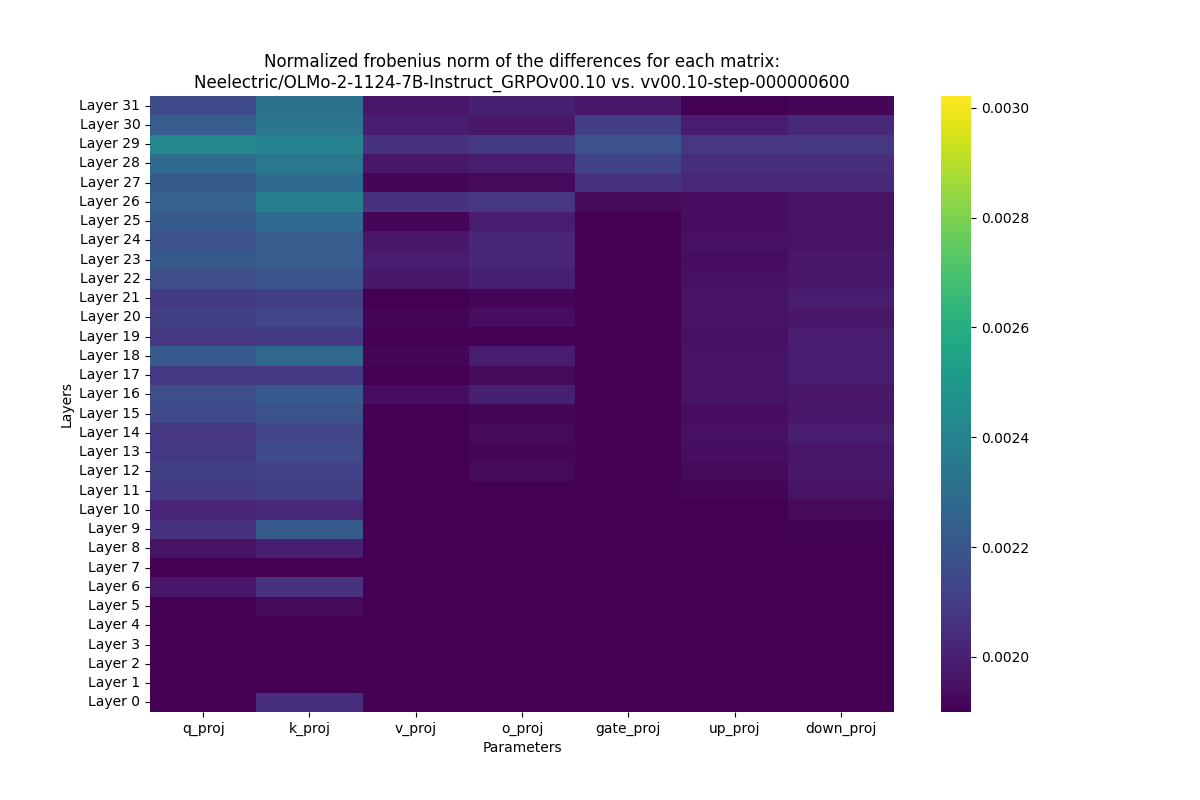 Normalized frobenius norm of the differences for each matrix:
Neelectric/OLMo-2-1124-7B-Instruct_GRPOv00.10 vs. vv00.10-step-000000600
Layers
Layer 31
Layer 30
Layer 29
Layer 28
Layer 27
Layer 26
Layer 25
Layer 24
Layer 23
Layer 22
Layer 21
Layer 20
Layer 19
Layer 18
Layer 17
Layer 16
Layer 15
Layer 14
Layer 13
Layer 12
Layer 11
Layer 10
Layer 9
Layer 8
Layer 7
Layer 6
Layer 5
Layer 4
Layer 3
Layer 2
Layer 1
Layer 0
q_proj k_proj v_proj o_proj gate_proj up_proj down_proj
Parameters
0.0030
0.0028
0.0026
0.0024
0.0022
0.0020